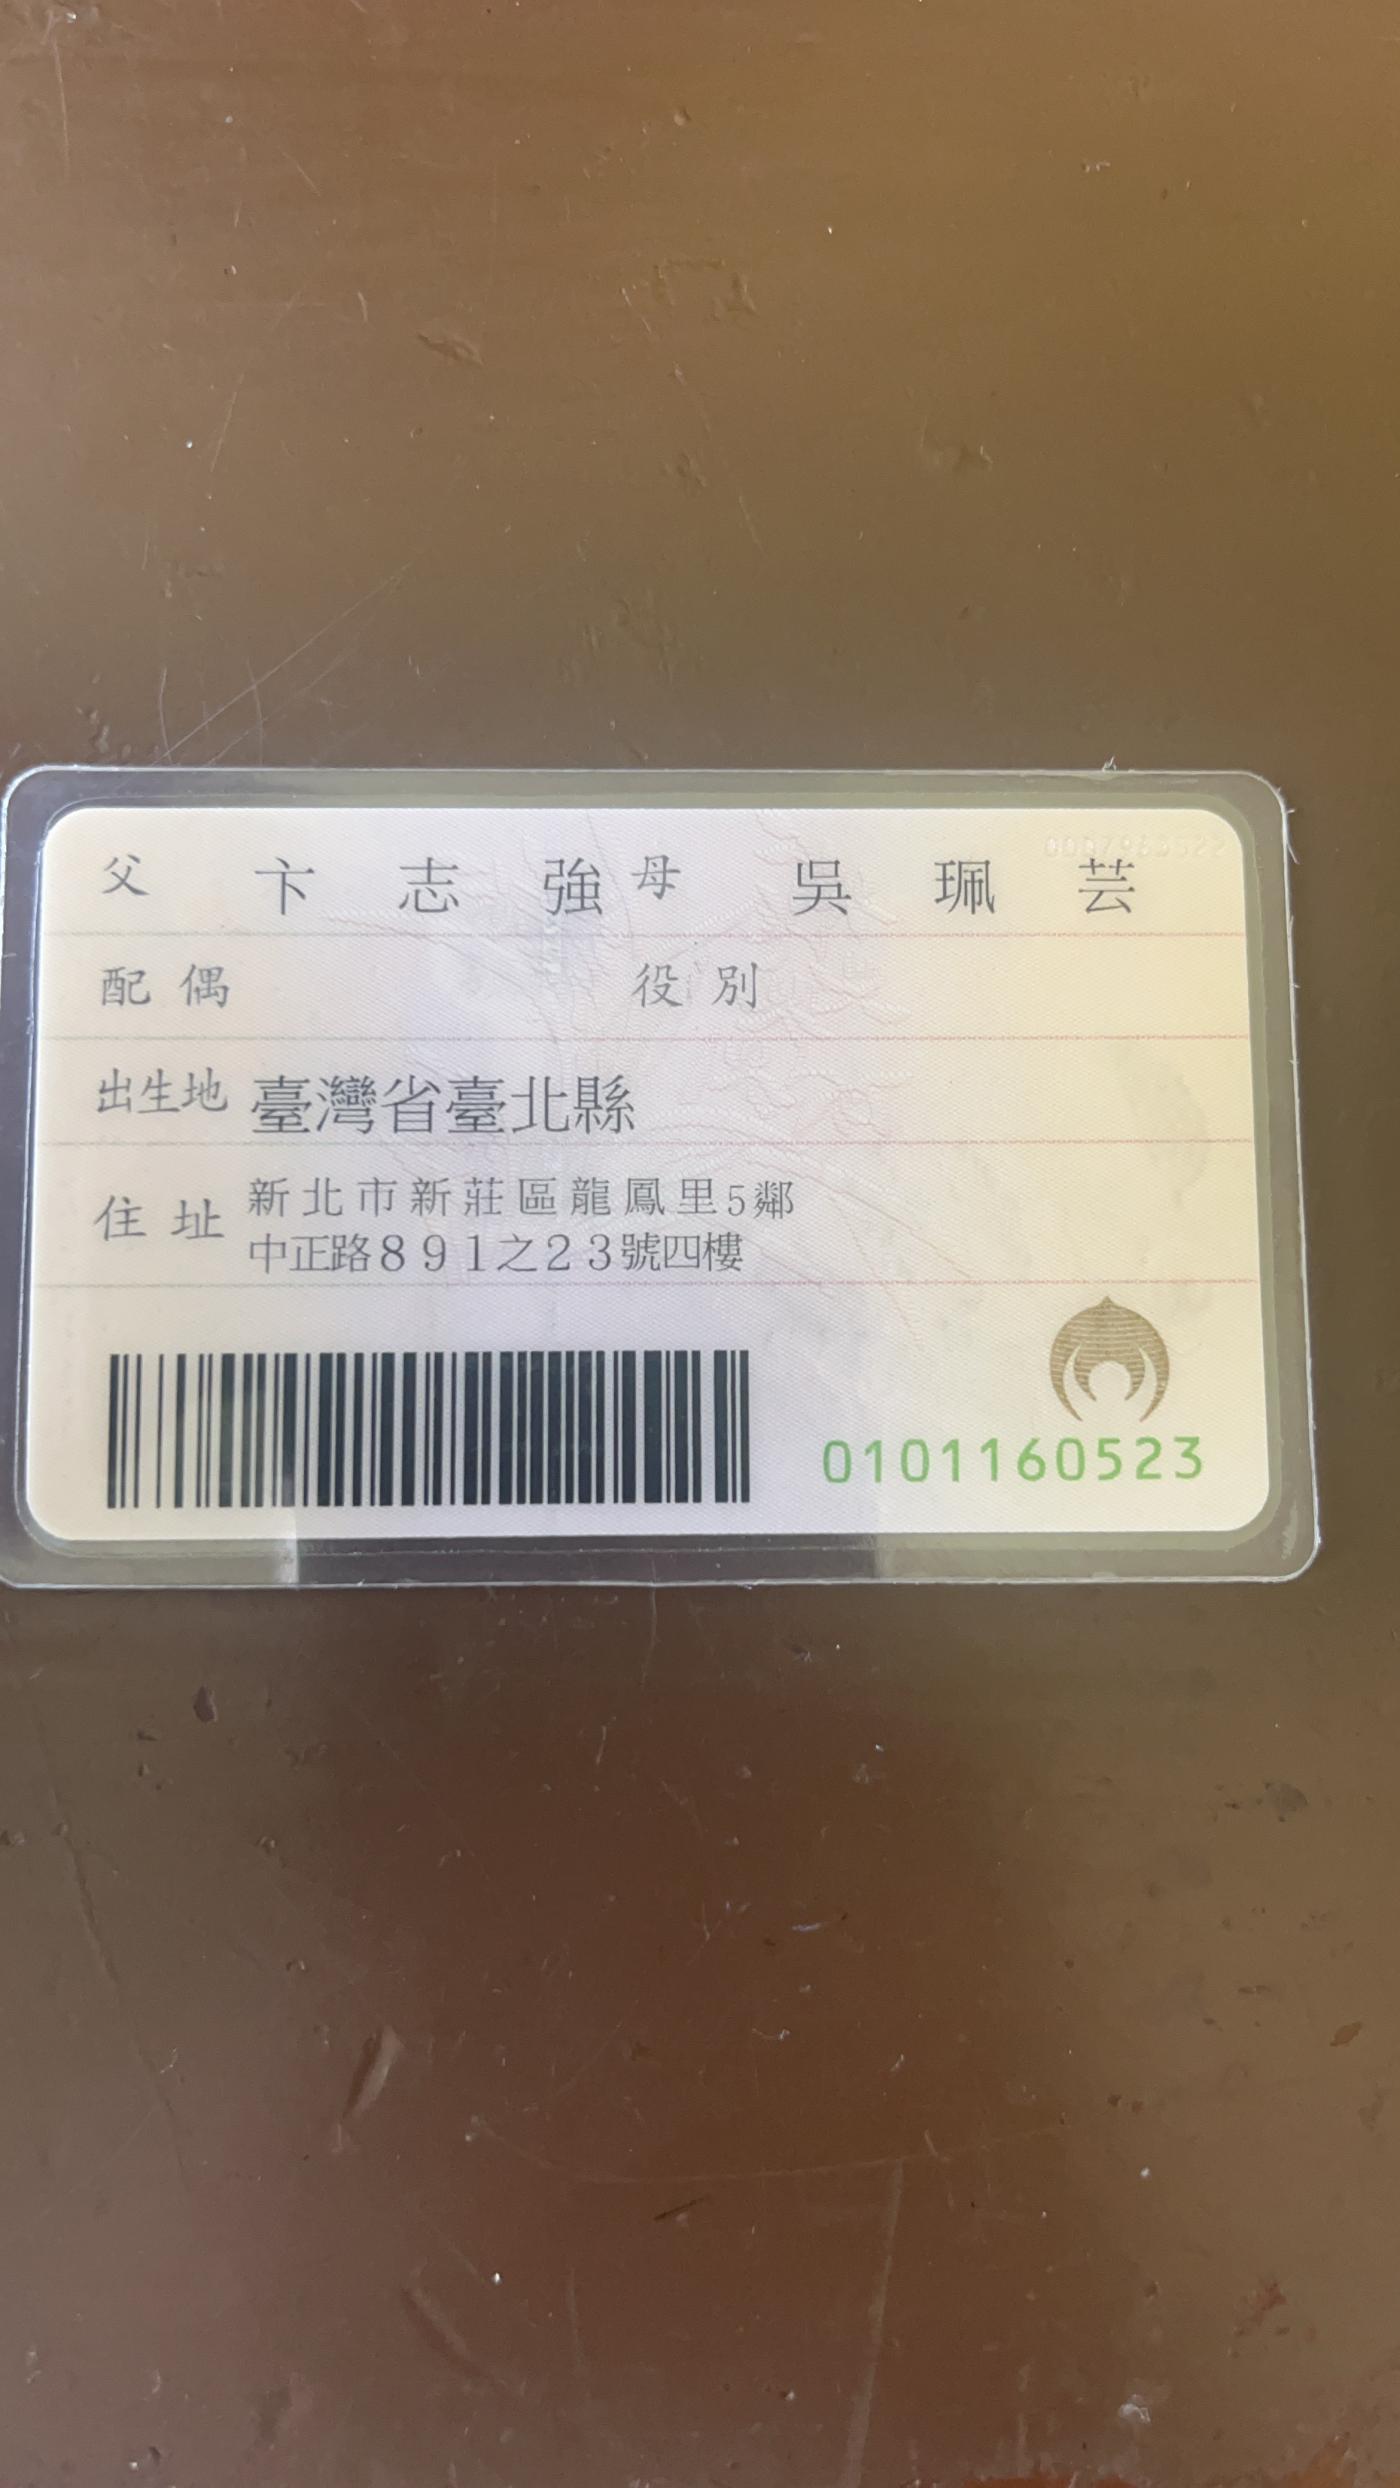 父 卞志強 母 吳珮芸
配偶 役別
出生地 臺灣省臺北縣
住址 新北市新莊區龍鳳里5鄰
中正路891之23號四樓
0101160523